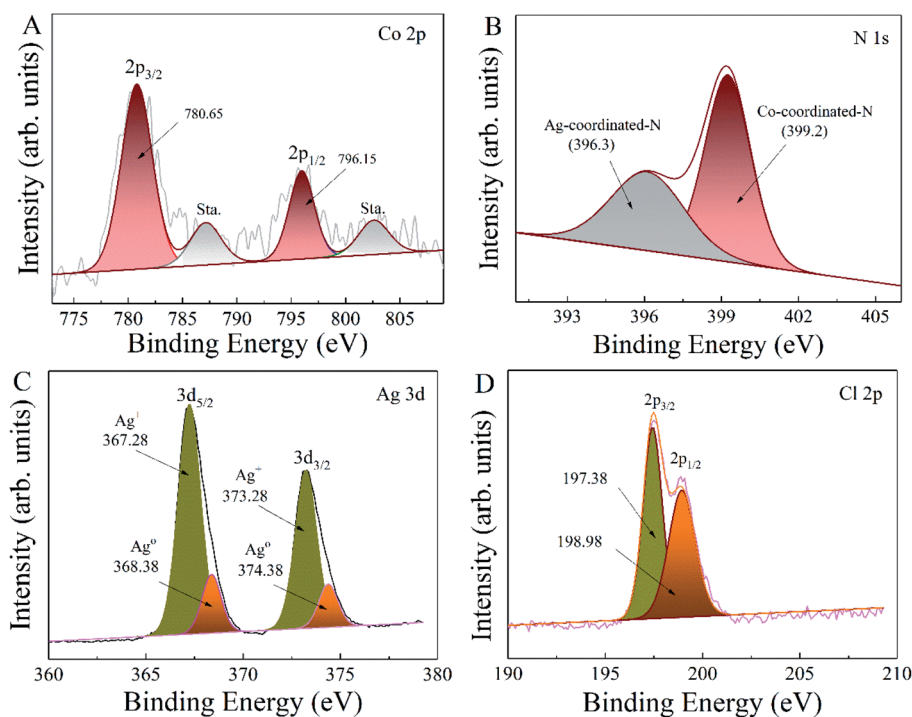 A
Co 2p
2p3/2
780.65
2p1/2
796.15
Sta.
Sta.
Intensity (arb. units)
775 780 785 790 795 800 805
Binding Energy (eV)
B
N 1s
Ag-coordinated-N
(396.3)
Co-coordinated-N
(399.2)
Intensity (arb. units)
393 396 399 402 405
Binding Energy (eV)
C
Ag 3d
3d5/2
Ag+
367.28
3d3/2
Ag+
373.28
Ago
368.38
Ago
374.38
Intensity (arb. units)
360 365 370 375 380
Binding Energy (eV)
D
Cl 2p
2p3/2
2p1/2
197.38
198.98
Intensity (arb. units)
190 195 200 205 210
Binding Energy (eV)